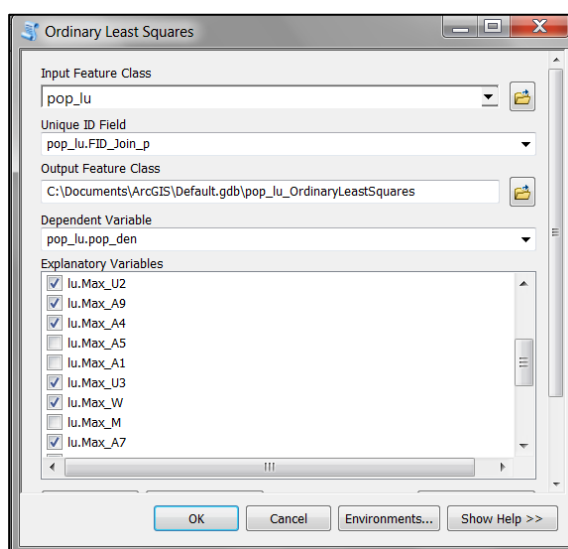 Ordinary Least Squares
Input Feature Class
pop_lu
Unique ID Field
pop_lu.FID_Join_p
Output Feature Class
C:\Documents\ArcGIS\Default.gdb\pop_lu_OrdinaryLeastSquares
Dependent Variable
pop_lu.pop_den
Explanatory Variables
lu.Max_U2
lu.Max_A9
lu.Max_A4
lu.Max_A5
lu.Max_A1
lu.Max_U3
lu.Max_W
lu.Max_M
lu.Max_A7
OK Cancel Environments... Show Help >>